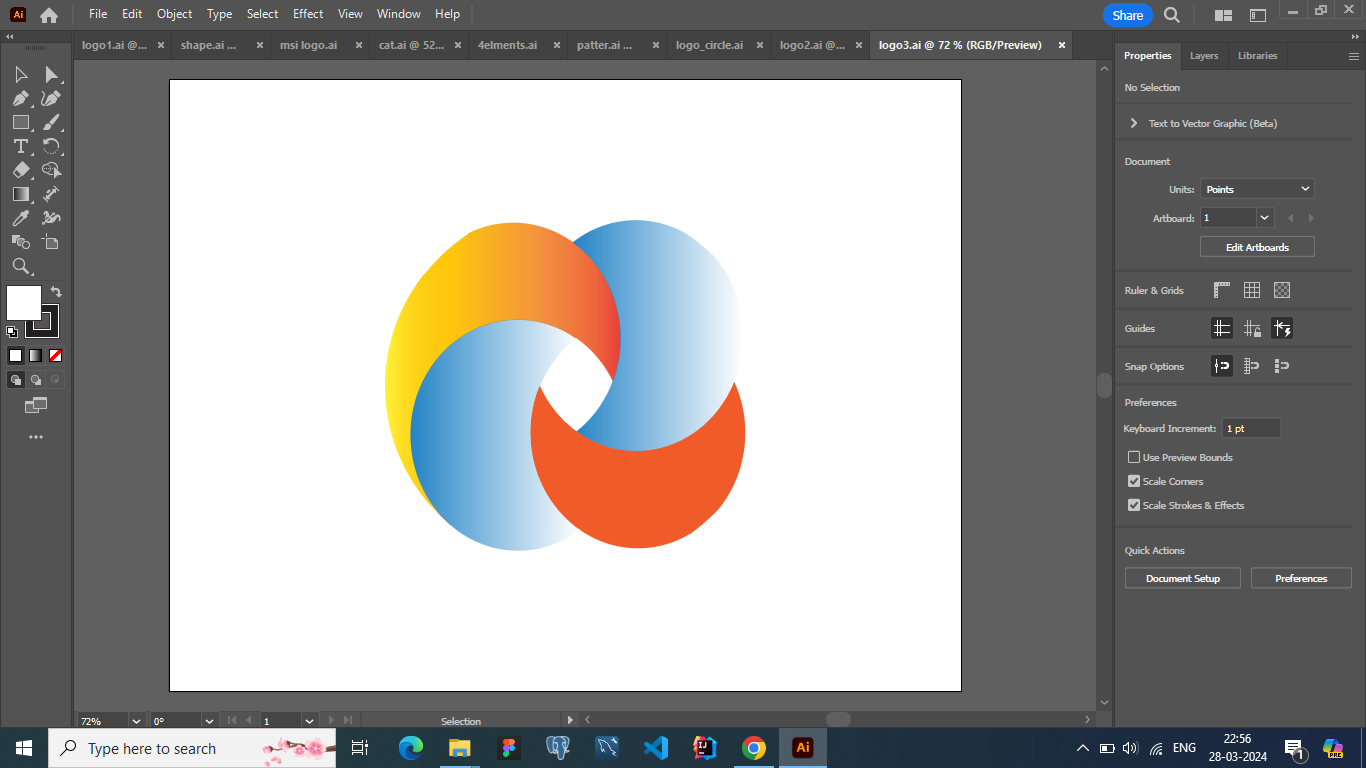 Ai File Edit Object Type Select Effect View Window Help Share
logo1.ai @... × shape.ai ... × msi logo.ai × cat.ai @ 52... × 4elments.ai × patter.ai ... × logo_circle.ai × logo2.ai @... × logo3.ai @ 72 % (RGB/Preview) ×
Properties Layers Libraries
No Selection
Text to Vector Graphic (Beta)
Document
Units: Points
Artboard: 1
Edit Artboards
Ruler & Grids
Guides
Snap Options
Preferences
Keyboard Increment: 1 pt
Use Preview Bounds
Scale Corners
Scale Strokes & Effects
Quick Actions
Document Setup Preferences
72% 0° 1 Selection
Type here to search
Ai
ENG
22:56
28-03-2024
1
PRE